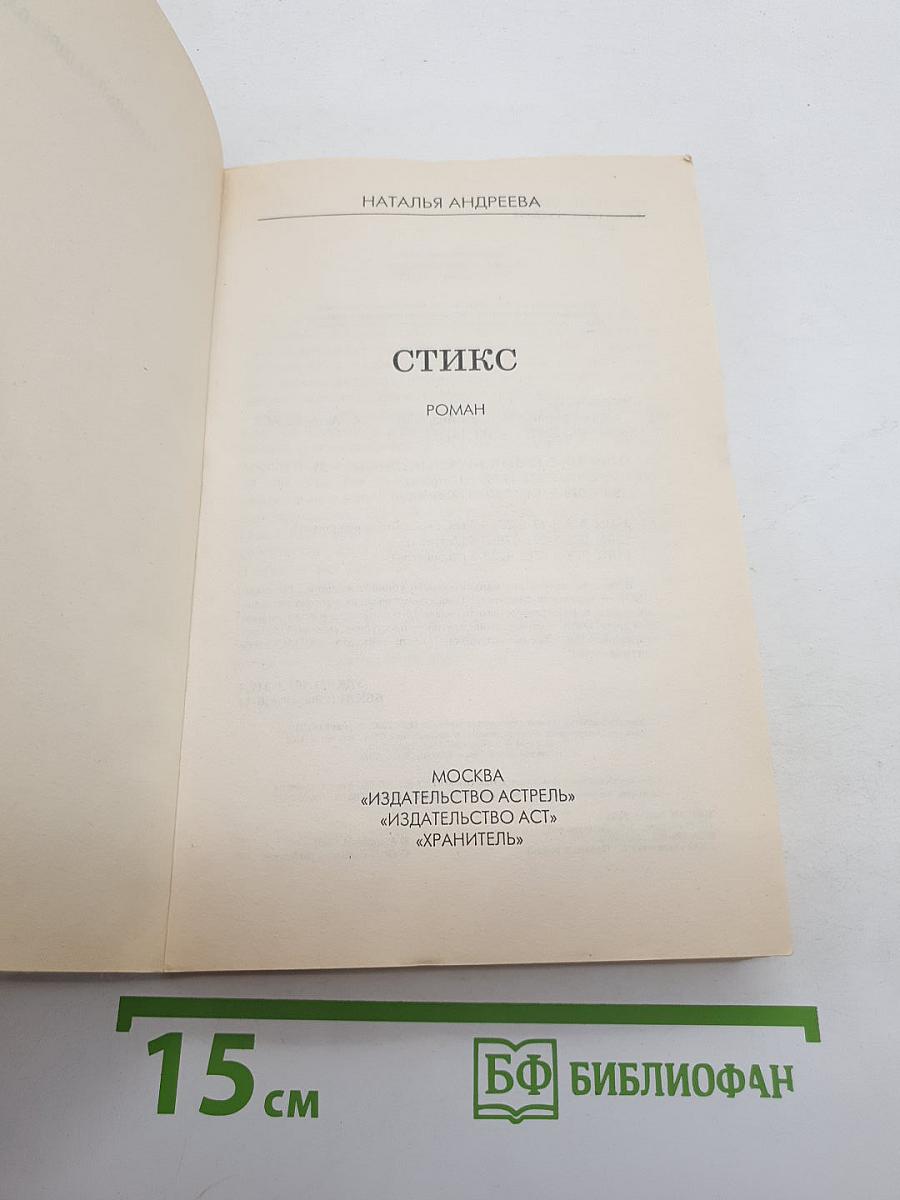 НАТАЛЬЯ АНДРЕЕВА
СТИКС
РОМАН
МОСКВА
«ИЗДАТЕЛЬСТВО АСТРЕЛЬ»
«ИЗДАТЕЛЬСТВО АСТ»
«ХРАНИТЕЛЬ»
15 см
БФ БИБЛИОФАН